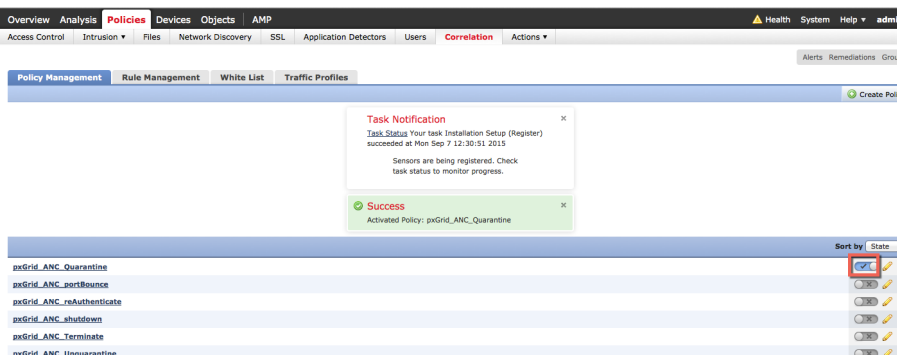 Overview Analysis Policies Devices Objects AMP Health System Help admi
Access Control Intrusion Files Network Discovery SSL Application Detectors Users Correlation Actions
Alerts Remediations Grou
Policy Management Rule Management White List Traffic Profiles
Create Poli
Task Notification
Task Status Your task Installation Setup (Register)
succeeded at Mon Sep 7 12:30:51 2015
Sensors are being registered. Check
task status to monitor progress.
Success
Activated Policy: pxGrid_ANC_Quarantine
Sort by State
pxGrid_ANC_Quarantine
pxGrid_ANC_portBounce
pxGrid_ANC_reAuthenticate
pxGrid_ANC_shutdown
pxGrid_ANC_Terminate
pxGrid_ANC_Unquarantine